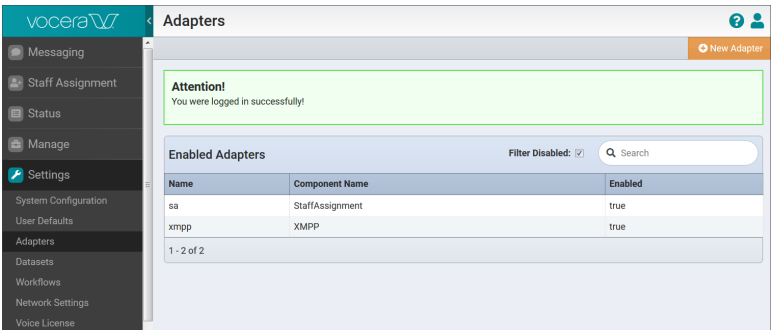 vocera
Adapters
Messaging
Staff Assignment
Status
Manage
Settings
System Configuration
User Defaults
Adapters
Datasets
Workflows
Network Settings
Voice License
New Adapter
Attention!
You were logged in successfully!
Enabled Adapters
Filter Disabled:
Search
Name Component Name Enabled
sa StaffAssignment true
xmpp XMPP true
1 - 2 of 2